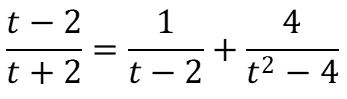 (t − 2)/(t + 2) = 1/(t − 2) + 4/(t² − 4)